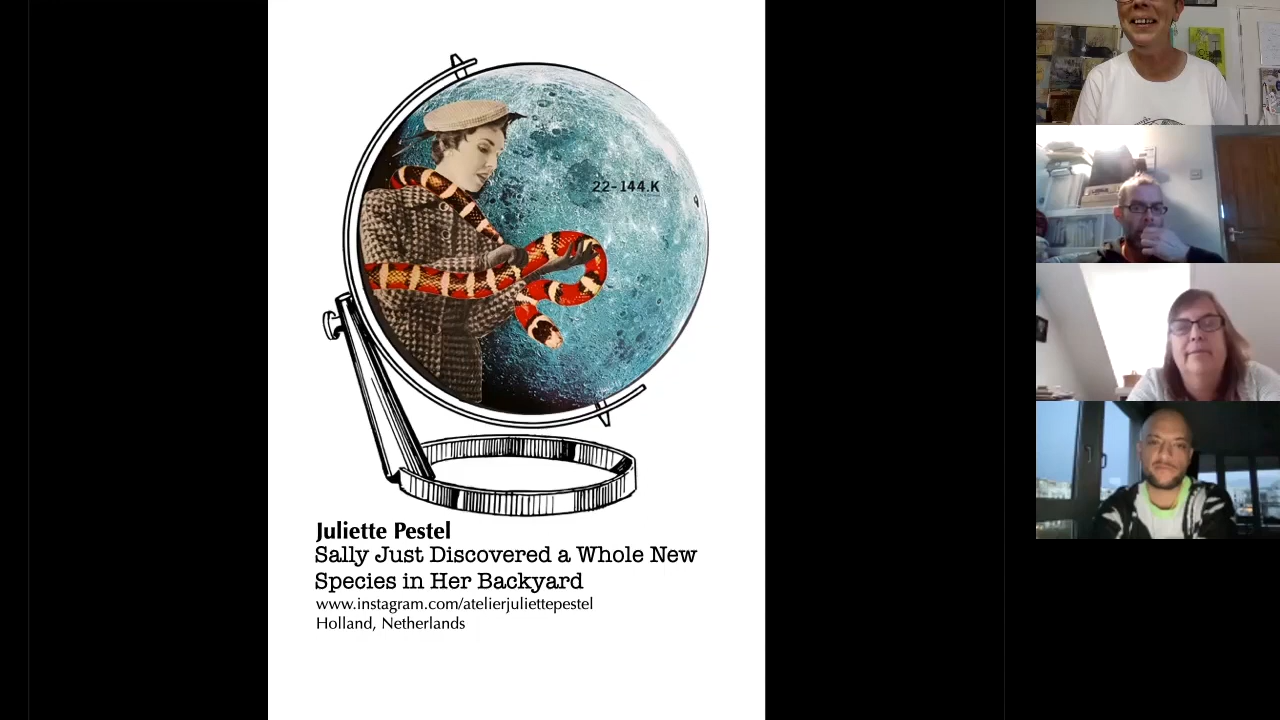 22-144.K
Juliette Pestel
Sally Just Discovered a Whole New
Species in Her Backyard
www.instagram.com/atelierjuliettepestel
Holland, Netherlands